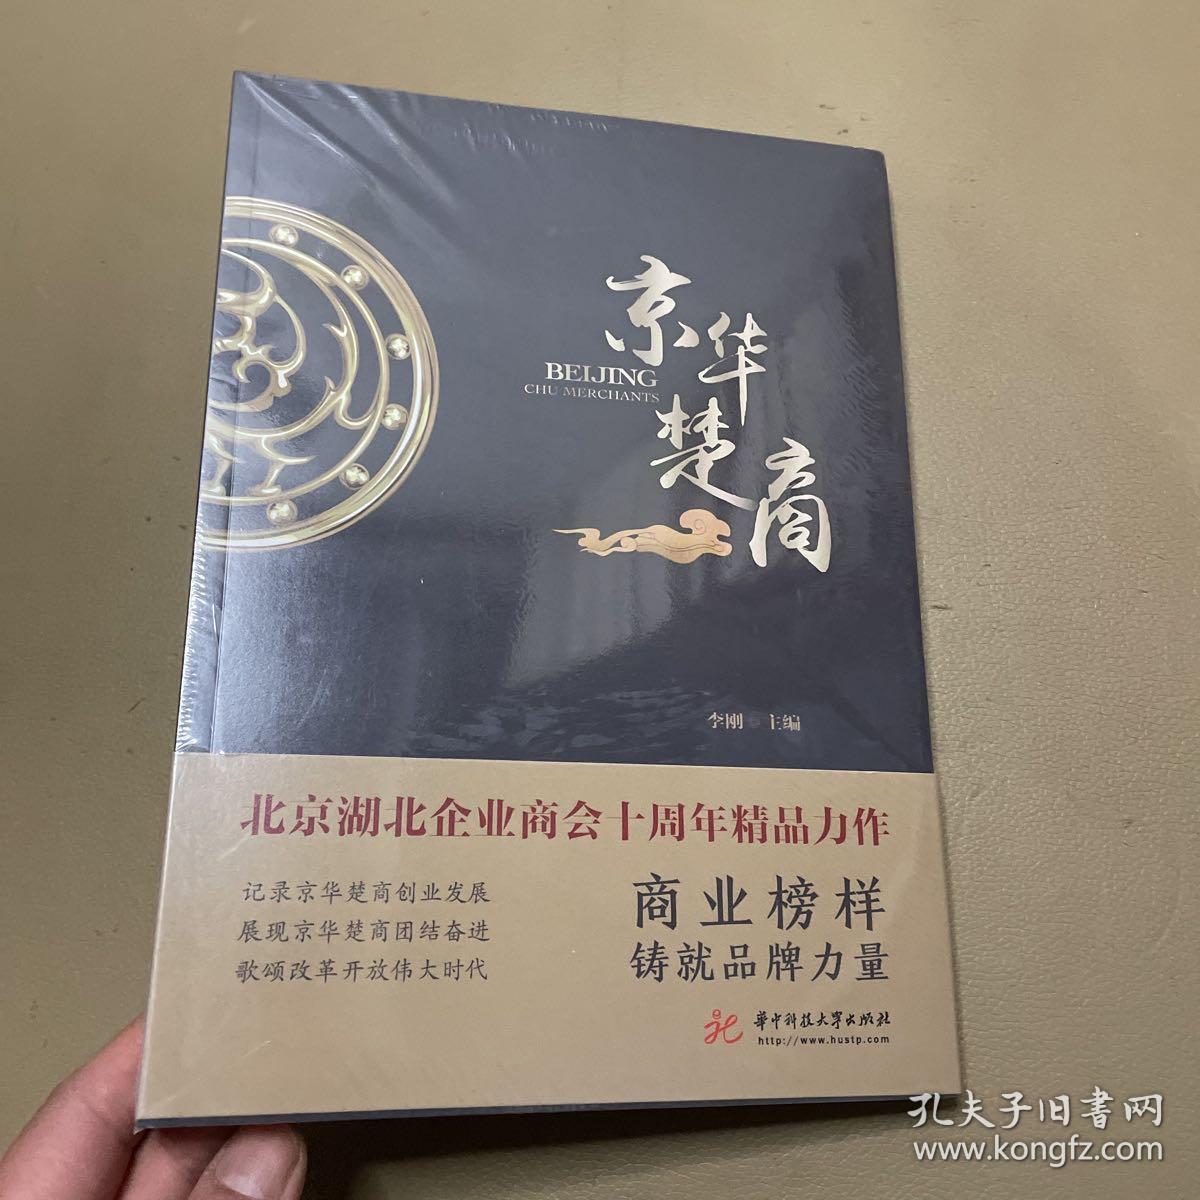 京华楚商
BEIJING
CHU MERCHANTS
李刚 主编
北京湖北企业商会十周年精品力作
记录京华楚商创业发展
展现京华楚商团结奋进
歌颂改革开放伟大时代
商业榜样
铸就品牌力量
华中科技大学出版社
http://www.hustp.com
孔夫子旧書网
www.kongfz.com